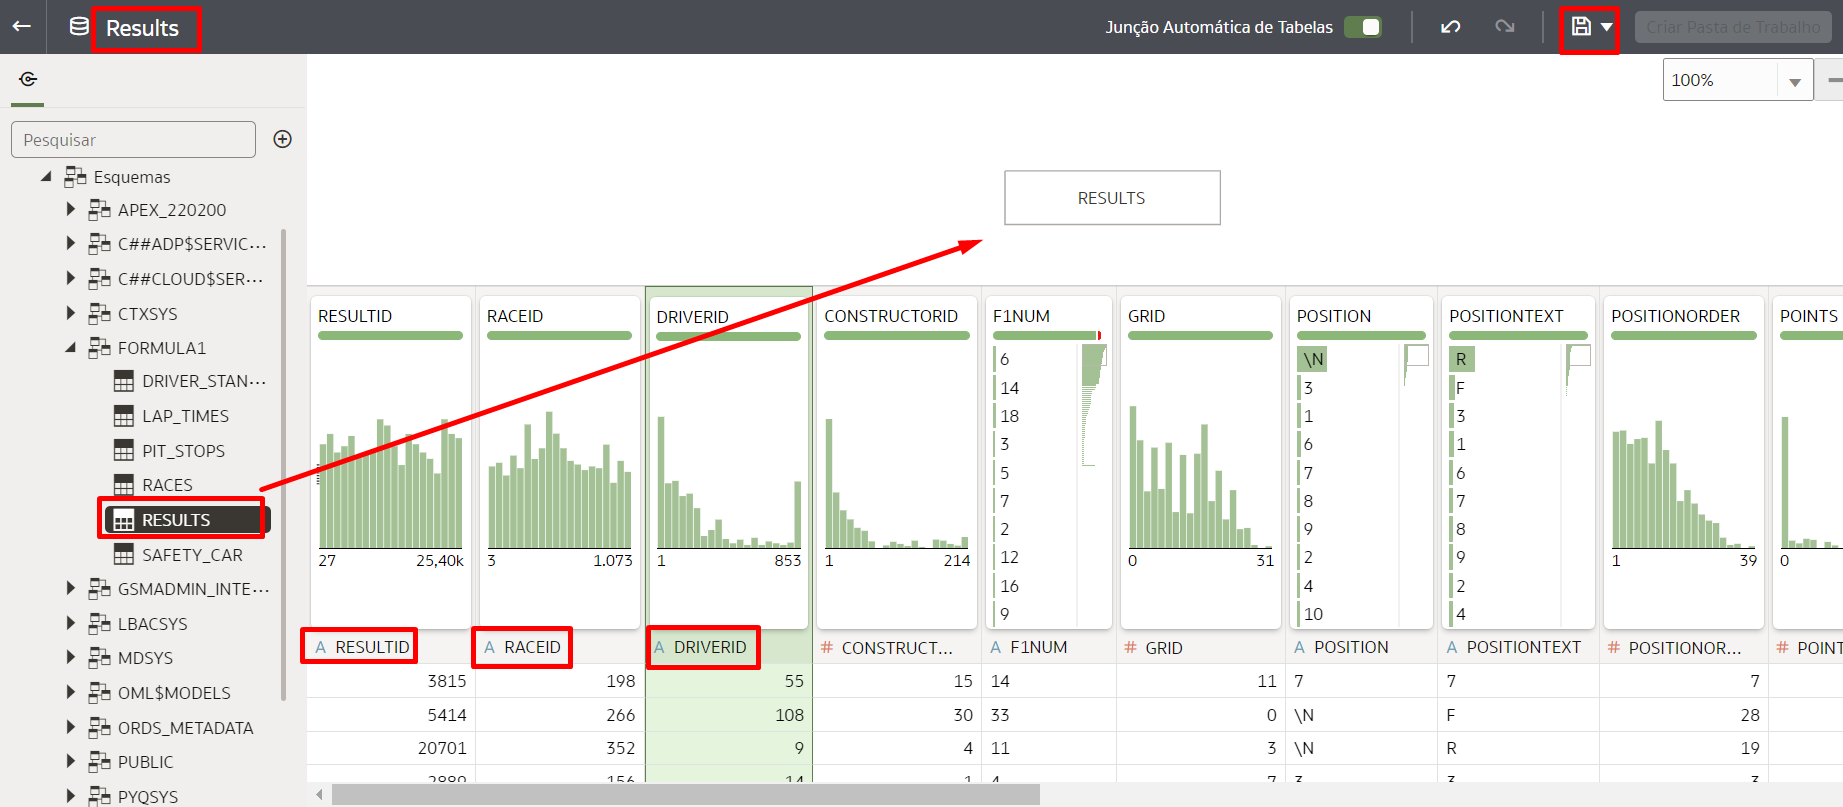 Results
Junção Automática de Tabelas
Criar Pasta de Trabalho
100%
Pesquisar
Esquemas
APEX_220200
C##ADP$SERVIC...
C##CLOUD$SER...
CTXSYS
FORMULA1
DRIVER_STAN...
LAP_TIMES
PIT_STOPS
RACES
RESULTS
SAFETY_CAR
GSMADMIN_INTE...
LBACSYS
MDSYS
OML$MODELS
ORDS_METADATA
PUBLIC
PYQSYS
RESULTS
RESULTID
27 25,40k
RACEID
3 1.073
DRIVERID
1 853
CONSTRUCTORID
1 214
F1NUM
6
14
18
3
5
7
2
12
16
9
GRID
0 31
POSITION
\N
3
1
6
7
8
9
2
4
10
POSITIONTEXT
R
F
3
1
6
7
8
9
2
4
POSITIONORDER
1 39
POINTS
0
A RESULTID A RACEID A DRIVERID # CONSTRUCT... A F1NUM # GRID A POSITION A POSITIONTEXT # POSITIONOR... # POINT
3815 198 55 15 14 11 7 7 7
5414 266 108 30 33 0 \N F 28
20701 352 9 4 11 3 \N R 19
2889 156 14 1 4 7 3 3 3